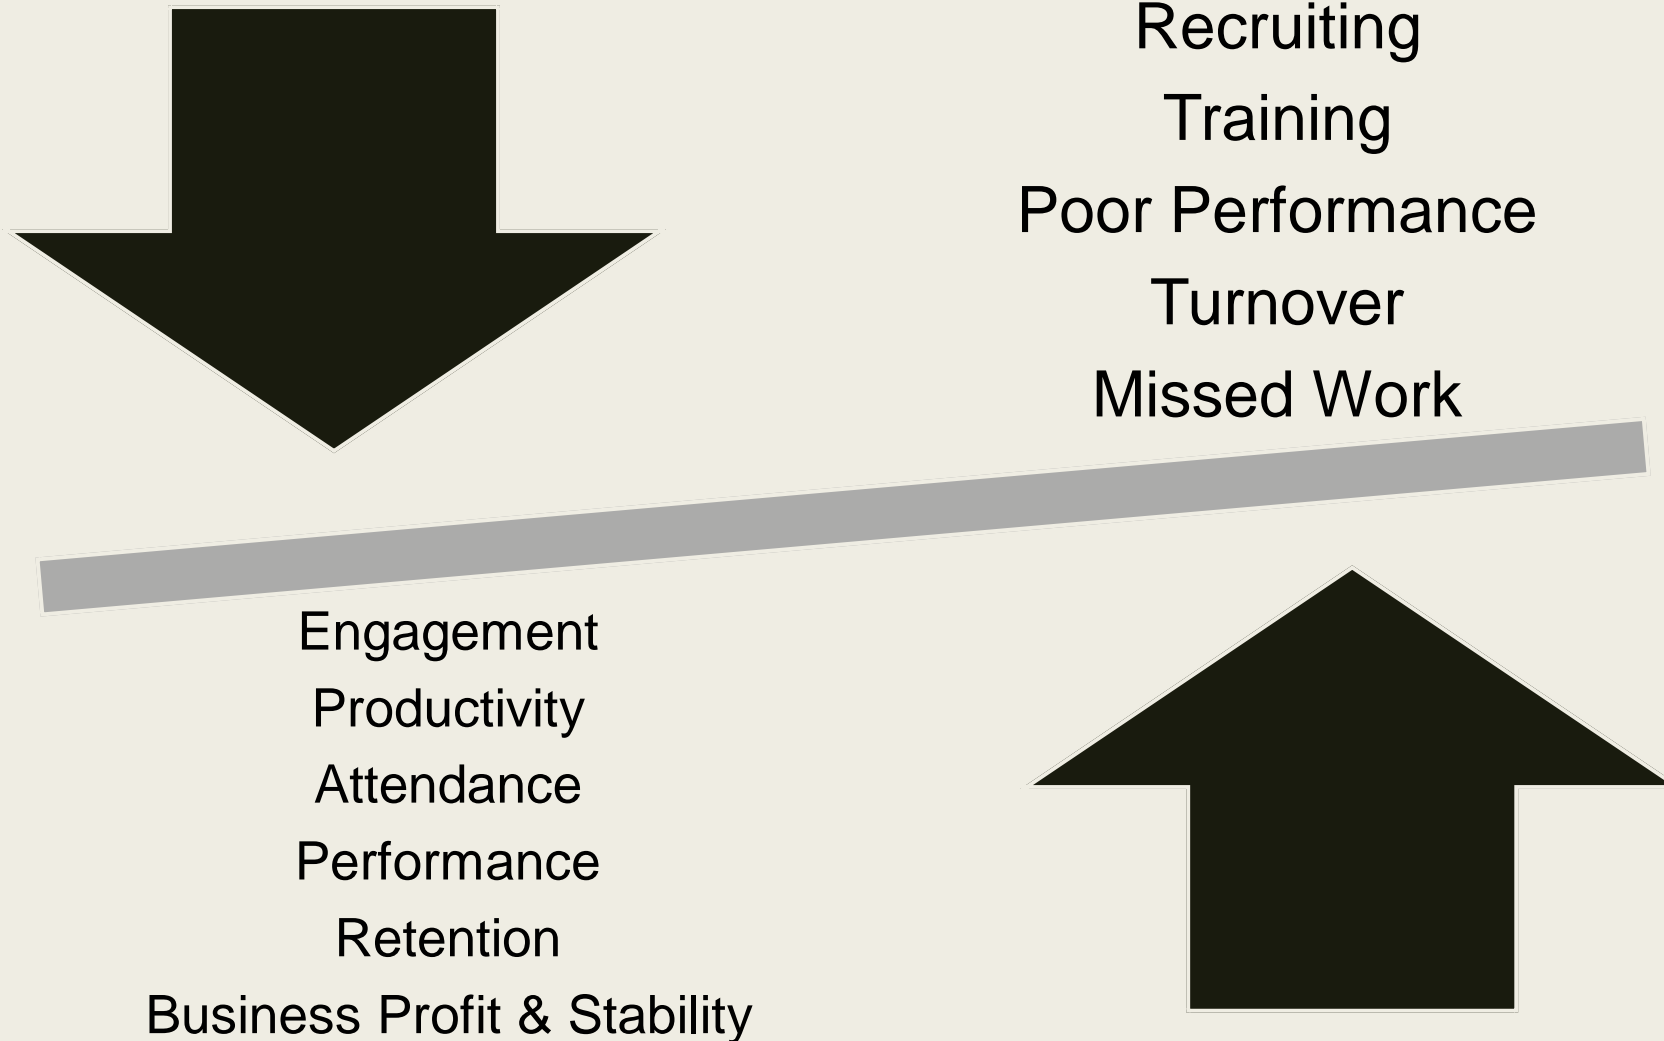 Recruiting
Training
Poor Performance
Turnover
Missed Work
Engagement
Productivity
Attendance
Performance
Retention
Business Profit & Stability